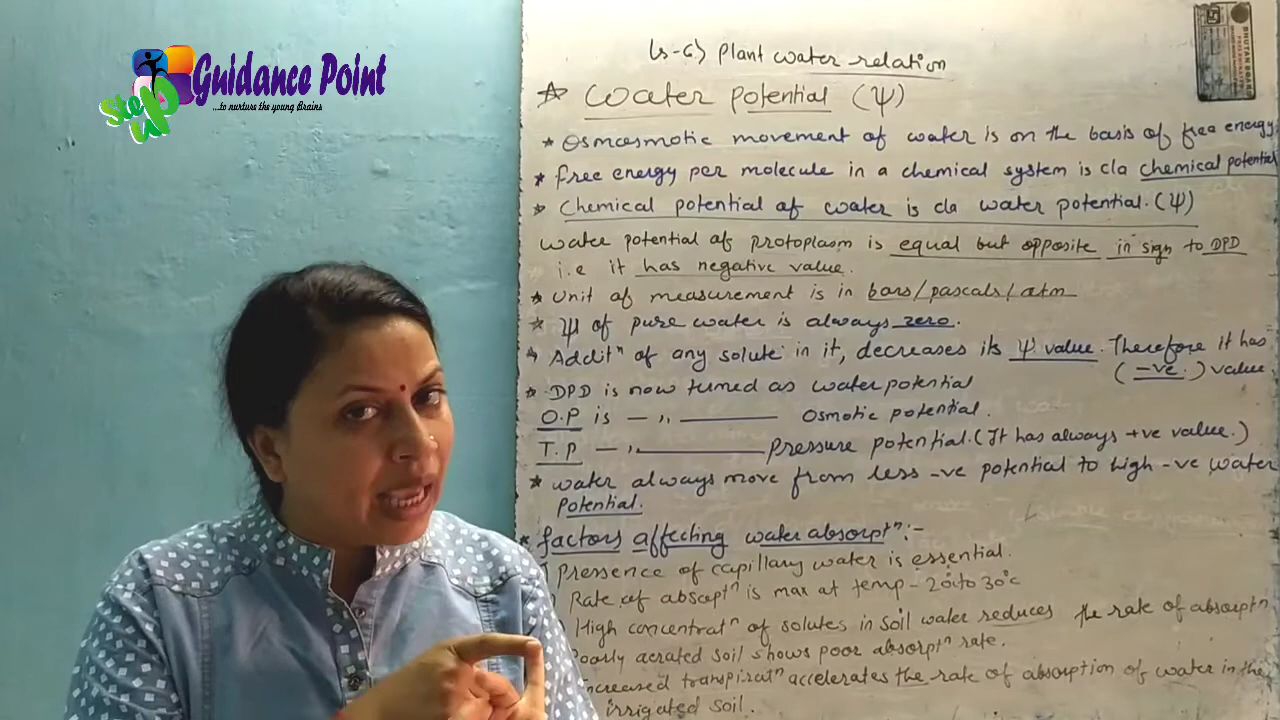 Guidance Point
Step UP
...to nurture the young Brains
L-6) Plant water relation
Water potential (Ψ)
* Osmosmotic movement of water is on the basis of free energy.
* Free energy per molecule in a chemical system is c/a chemical potential
* Chemical potential of water is c/a water potential. (Ψ)
Water potential of protoplasm is equal but opposite in sign to DPD
i.e it has negative value.
* Unit of measurement is in bars/pascals/atm
* Ψ of pure water is always zero.
* Additⁿ of any solute in it, decreases its Ψ value. Therefore it has
(-ve.) value
* DPD is now turmed as water potential
O.P is — ,, ——— Osmotic potential.
T.P — ,, ——— Pressure potential. (It has always +ve value.)
* water always move from less -ve potential to high -ve water
potential.
* Factors affecting water absorptⁿ:-
Presence of capillary water is essential.
Rate of absorptⁿ is max at temp - 20° to 30°c
High concentratⁿ of solutes in soil water reduces the rate of absorptⁿ
Poorly aerated soil shows poor absorptⁿ rate.
Increased transpiratⁿ accelerates the rate of absorption of water in the
irrigated soil.